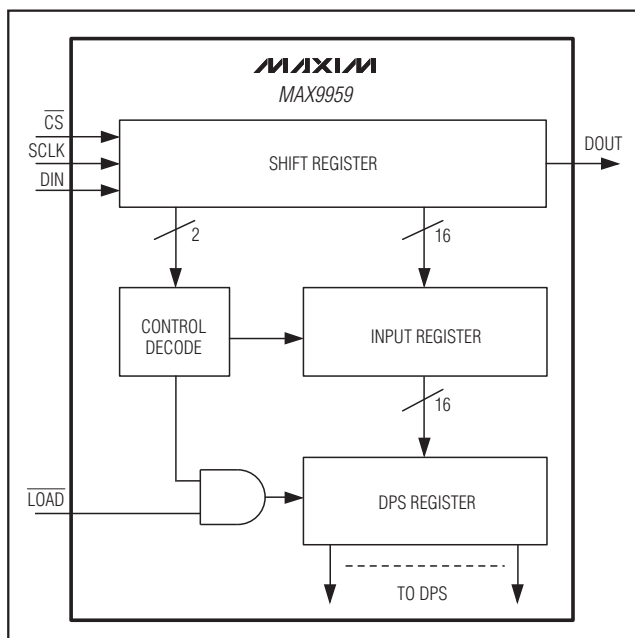 MAXIM
MAX9959
CS
SCLK
DIN
SHIFT REGISTER
DOUT
2
16
CONTROL
DECODE
INPUT REGISTER
16
LOAD
DPS REGISTER
TO DPS